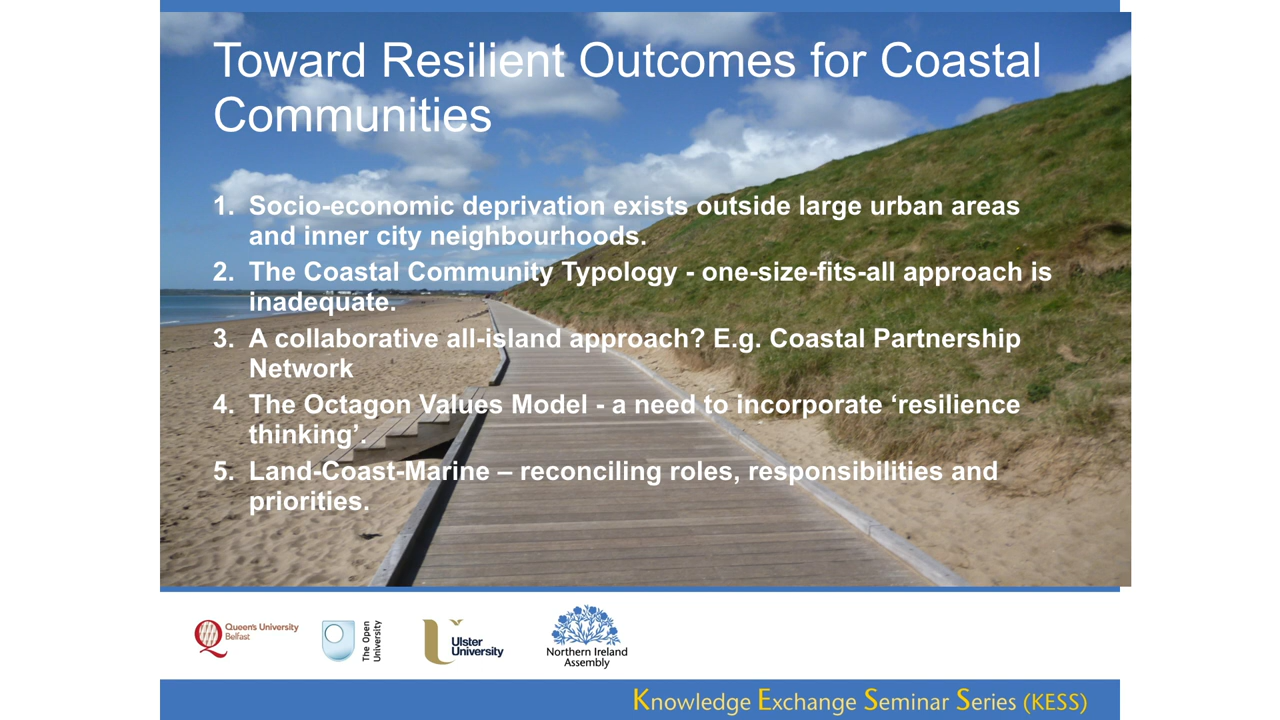 Toward Resilient Outcomes for Coastal
Communities
1. Socio-economic deprivation exists outside large urban areas
and inner city neighbourhoods.
2. The Coastal Community Typology - one-size-fits-all approach is
inadequate.
3. A collaborative all-island approach? E.g. Coastal Partnership
Network
4. The Octagon Values Model - a need to incorporate ‘resilience
thinking’.
5. Land-Coast-Marine – reconciling roles, responsibilities and
priorities.
Queen's University
Belfast
The Open
University
Ulster
University
Northern Ireland
Assembly
Knowledge Exchange Seminar Series (KESS)